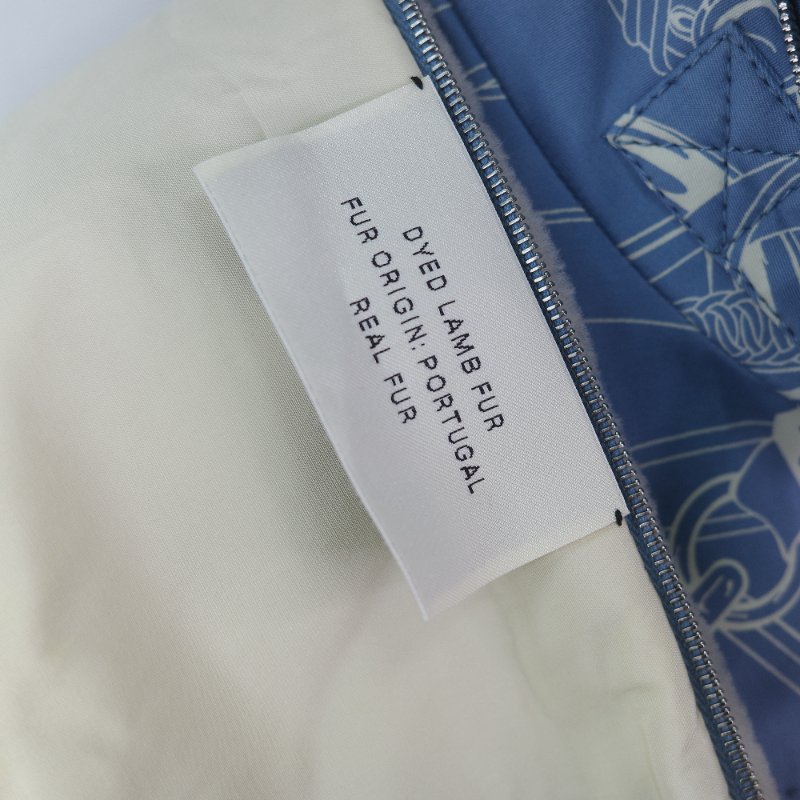 DYED LAMB FUR
FUR ORIGIN: PORTUGAL
REAL FUR